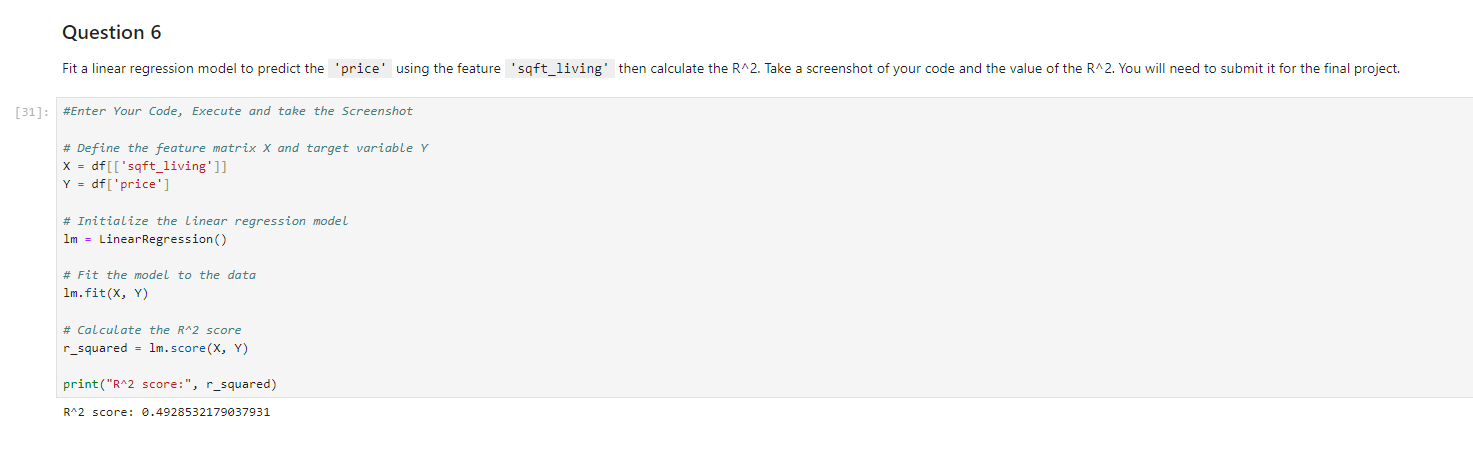 Question 6
Fit a linear regression model to predict the 'price' using the feature 'sqft_living' then calculate the R^2. Take a screenshot of your code and the value of the R^2. You will need to submit it for the final project.
[31]: #Enter Your Code, Execute and take the Screenshot
# Define the feature matrix X and target variable Y
X = df[['sqft_living']]
Y = df['price']
# Initialize the linear regression model
lm = LinearRegression()
# Fit the model to the data
lm.fit(X, Y)
# Calculate the R^2 score
r_squared = lm.score(X, Y)
print("R^2 score:", r_squared)
R^2 score: 0.4928532179037931